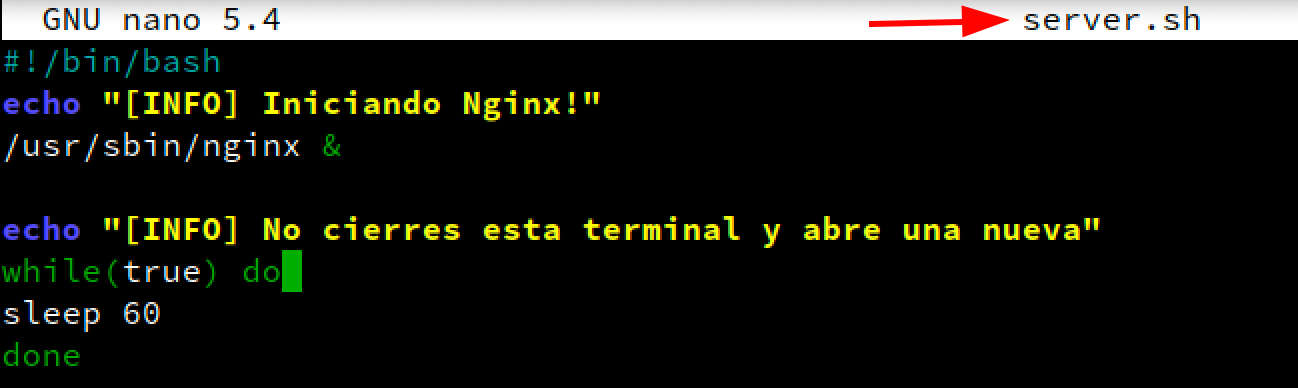 GNU nano 5.4 server.sh
#!/bin/bash
echo "[INFO] Iniciando Nginx!"
/usr/sbin/nginx &
echo "[INFO] No cierres esta terminal y abre una nueva"
while(true) do
sleep 60
done